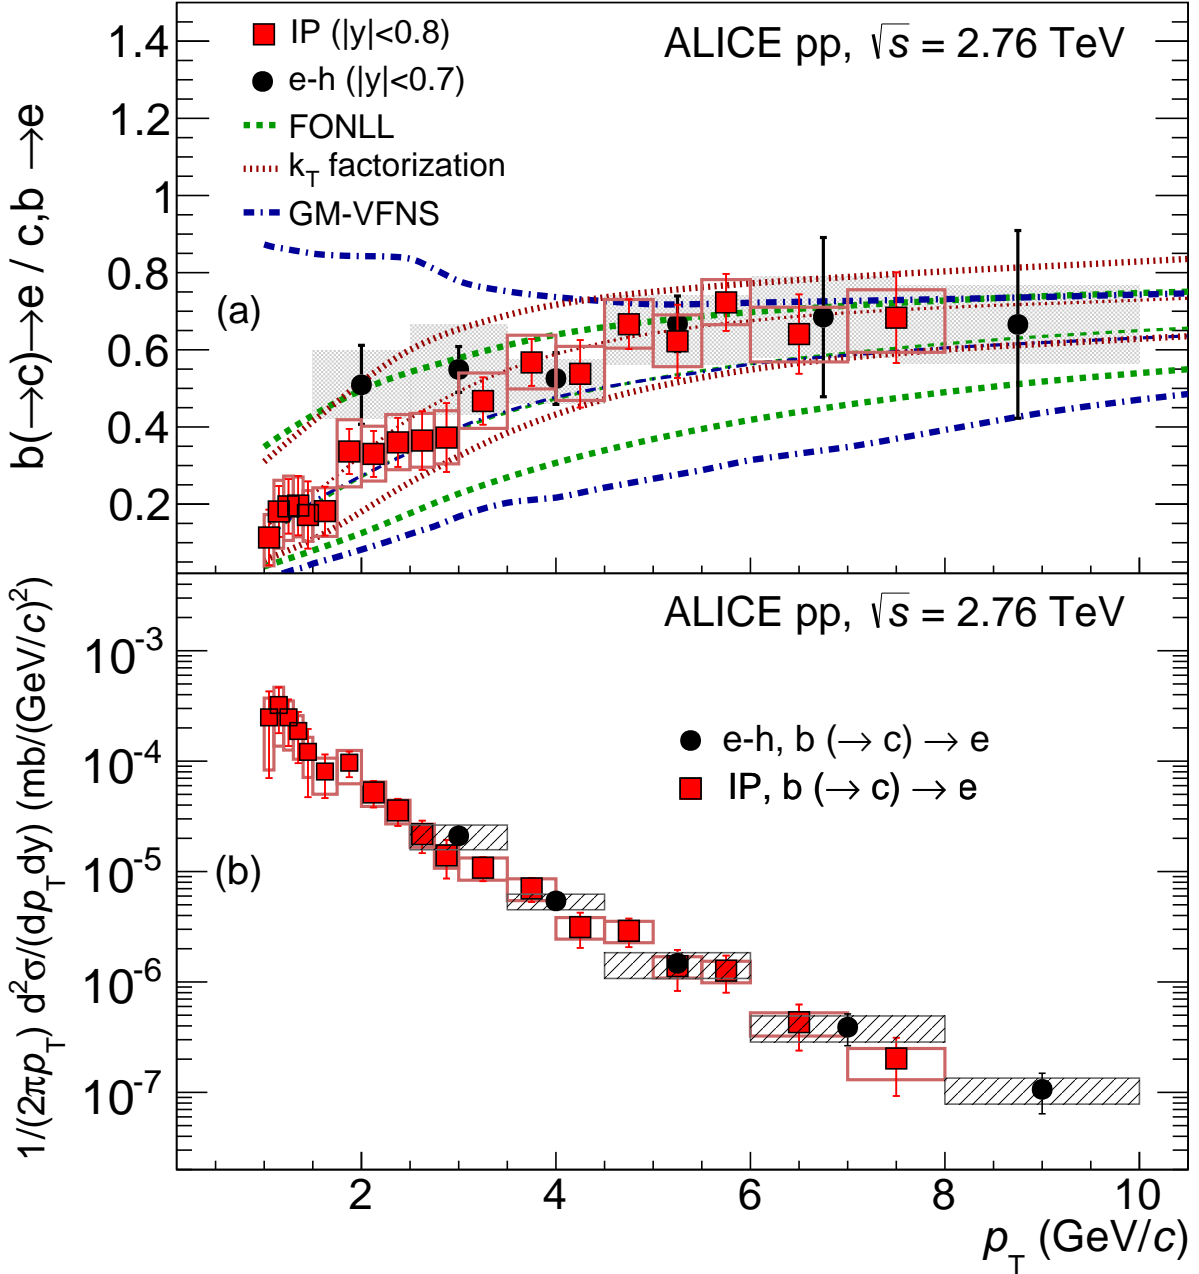 ALICE pp, √s = 2.76 TeV
IP (|y|<0.8)
e-h (|y|<0.7)
FONLL
k_T factorization
GM-VFNS
(a)
b(→c)→e / c,b →e
1.4
1.2
1
0.8
0.6
0.4
0.2
ALICE pp, √s = 2.76 TeV
e-h, b (→ c) → e
IP, b (→ c) → e
(b)
1/(2πp_T) d²σ/(dp_T dy) (mb/(GeV/c)²)
10⁻³
10⁻⁴
10⁻⁵
10⁻⁶
10⁻⁷
2 4 6 8 10
p_T (GeV/c)